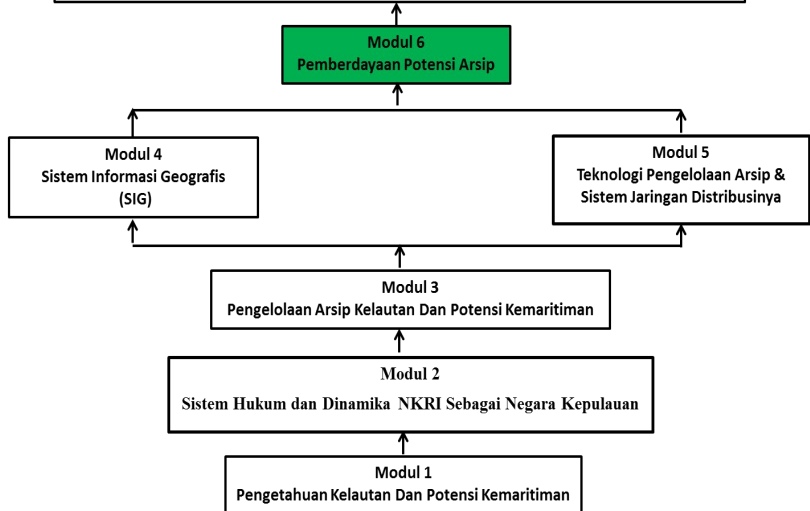 Modul 6
Pemberdayaan Potensi Arsip
Modul 4
Sistem Informasi Geografis
(SIG)
Modul 5
Teknologi Pengelolaan Arsip &
Sistem Jaringan Distribusinya
Modul 3
Pengelolaan Arsip Kelautan Dan Potensi Kemaritiman
Modul 2
Sistem Hukum dan Dinamika NKRI Sebagai Negara Kepulauan
Modul 1
Pengetahuan Kelautan Dan Potensi Kemaritiman